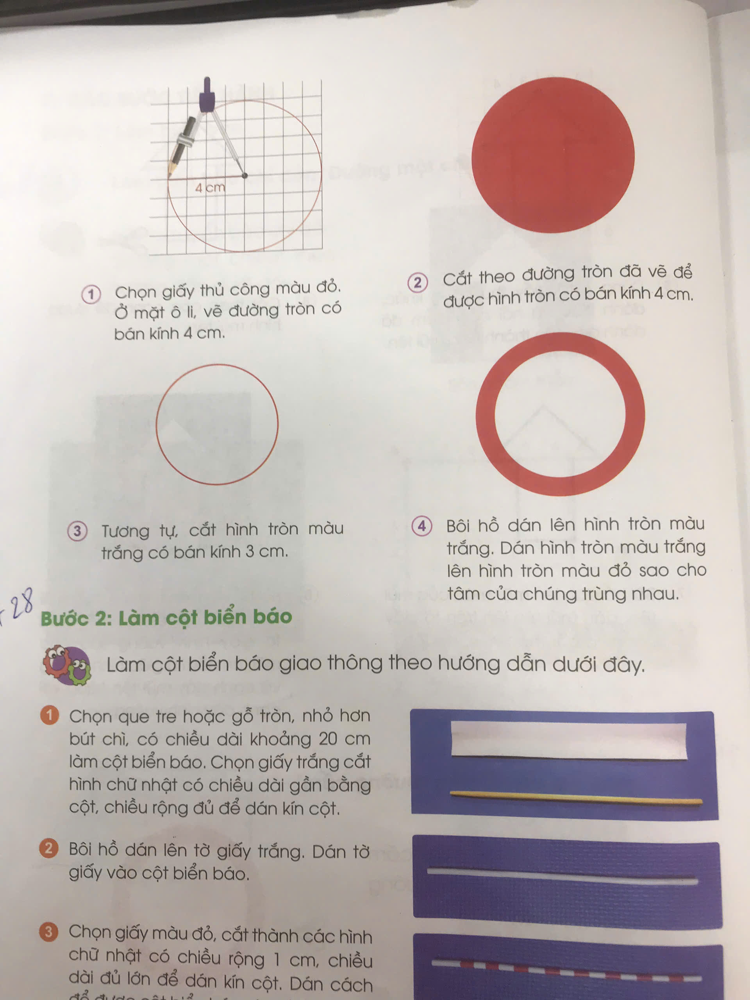 4 cm
1 Chọn giấy thủ công màu đỏ.
Ở mặt ô li, vẽ đường tròn có
bán kính 4 cm.
2 Cắt theo đường tròn đã vẽ để
được hình tròn có bán kính 4 cm.
3 Tương tự, cắt hình tròn màu
trắng có bán kính 3 cm.
4 Bôi hồ dán lên hình tròn màu
trắng. Dán hình tròn màu trắng
lên hình tròn màu đỏ sao cho
tâm của chúng trùng nhau.
28
Bước 2: Làm cột biển báo
Làm cột biển báo giao thông theo hướng dẫn dưới đây.
1 Chọn que tre hoặc gỗ tròn, nhỏ hơn
bút chì, có chiều dài khoảng 20 cm
làm cột biển báo. Chọn giấy trắng cắt
hình chữ nhật có chiều dài gần bằng
cột, chiều rộng đủ để dán kín cột.
2 Bôi hồ dán lên tờ giấy trắng. Dán tờ
giấy vào cột biển báo.
3 Chọn giấy màu đỏ, cắt thành các hình
chữ nhật có chiều rộng 1 cm, chiều
dài đủ lớn để dán kín cột. Dán cách
để được cột biển